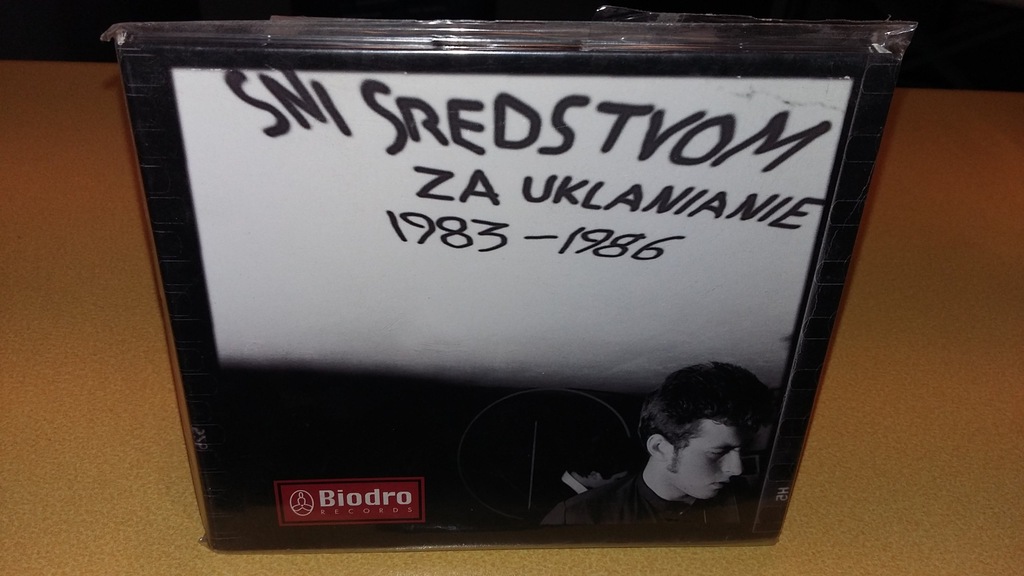 SNI SREDSTVOM
ZA UKLANIANIE
1983-1986
Biodro
RECORDS